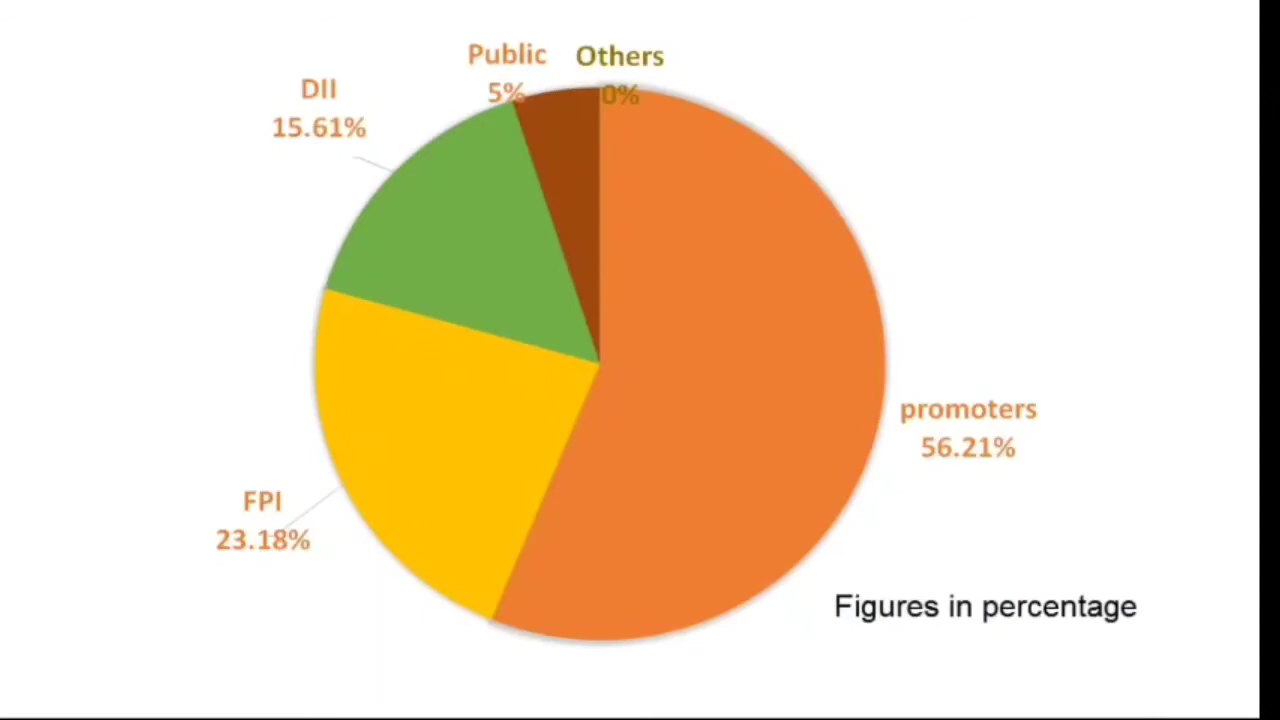 Public
5%
Others
0%
DII
15.61%
promoters
56.21%
FPI
23.18%
Figures in percentage